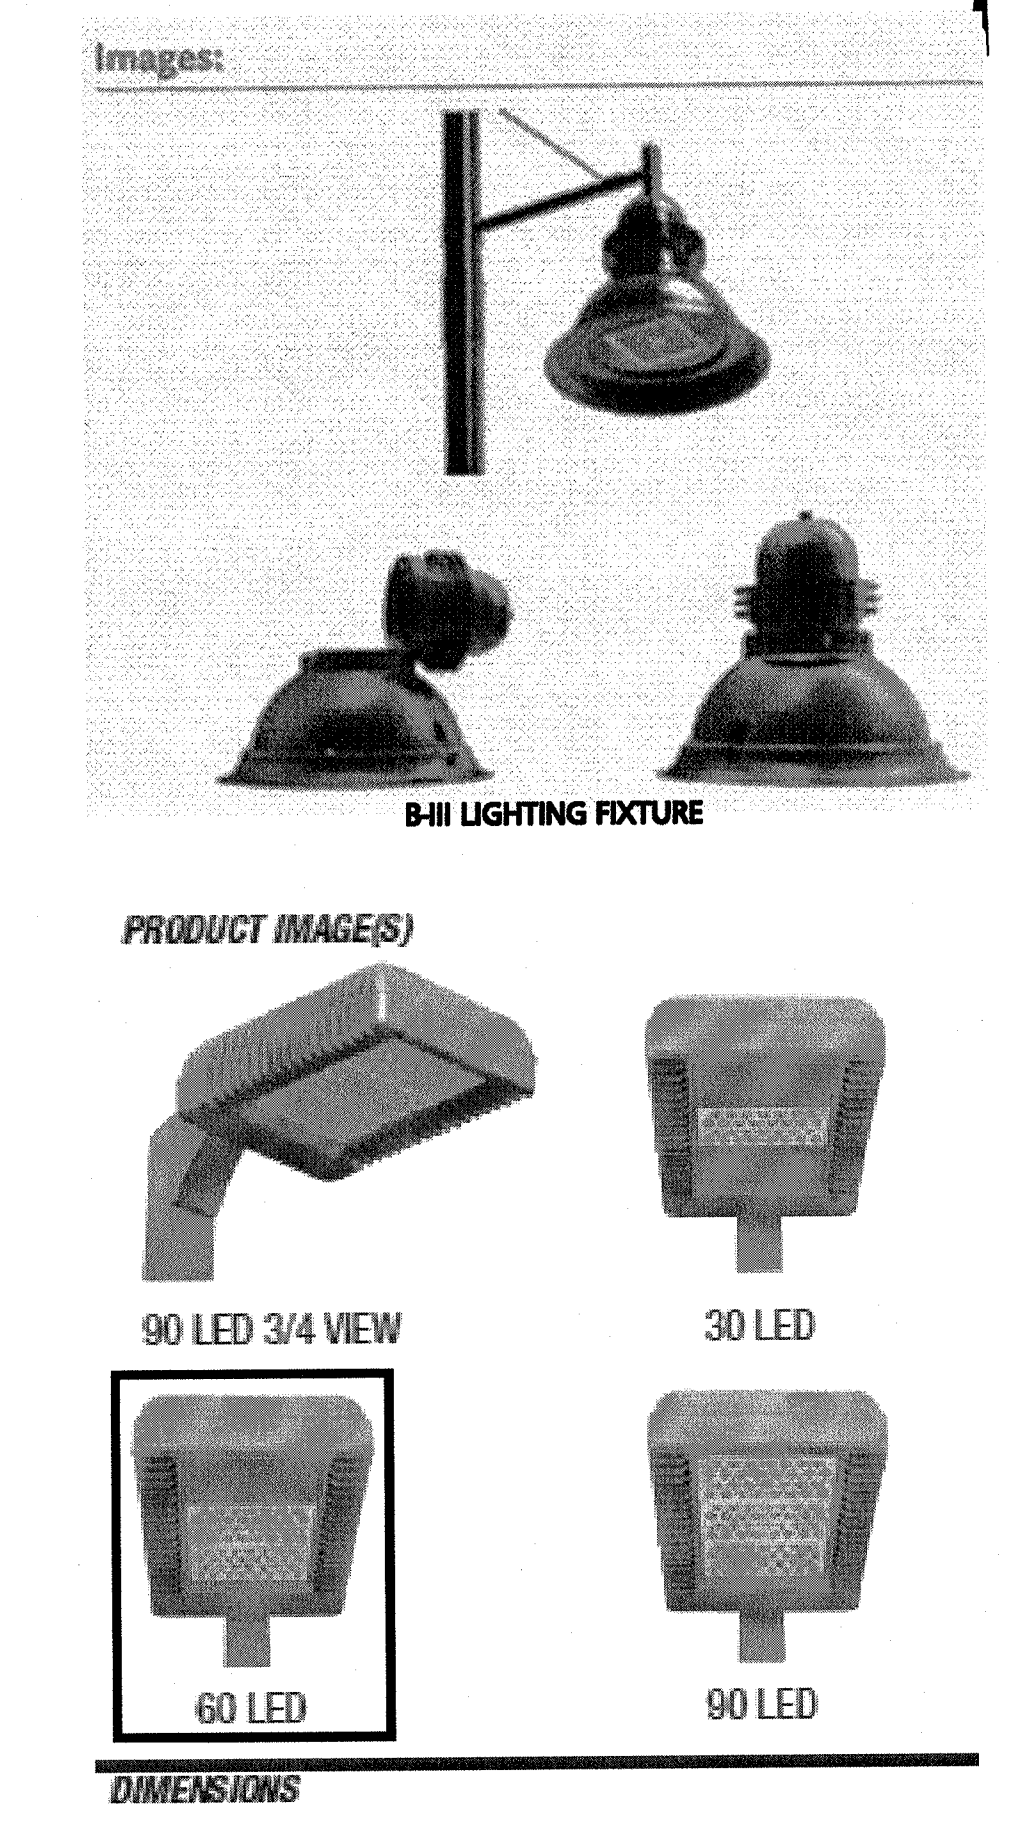 Images:
B-III LIGHTING FIXTURE
PRODUCT IMAGE(S)
90 LED 3/4 VIEW
30 LED
60 LED
90 LED
DIMENSIONS